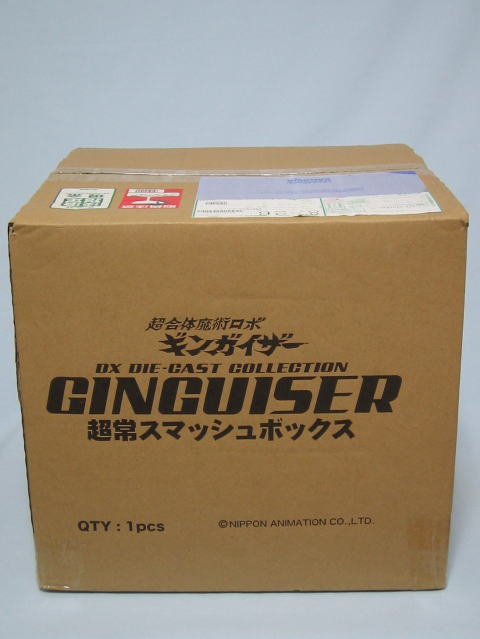 超合体魔術ロボ
ギンガイザー
DX DIE-CAST COLLECTION
GINGUISER
超常スマッシュボックス
QTY : 1pcs
©NIPPON ANIMATION CO.,LTD.